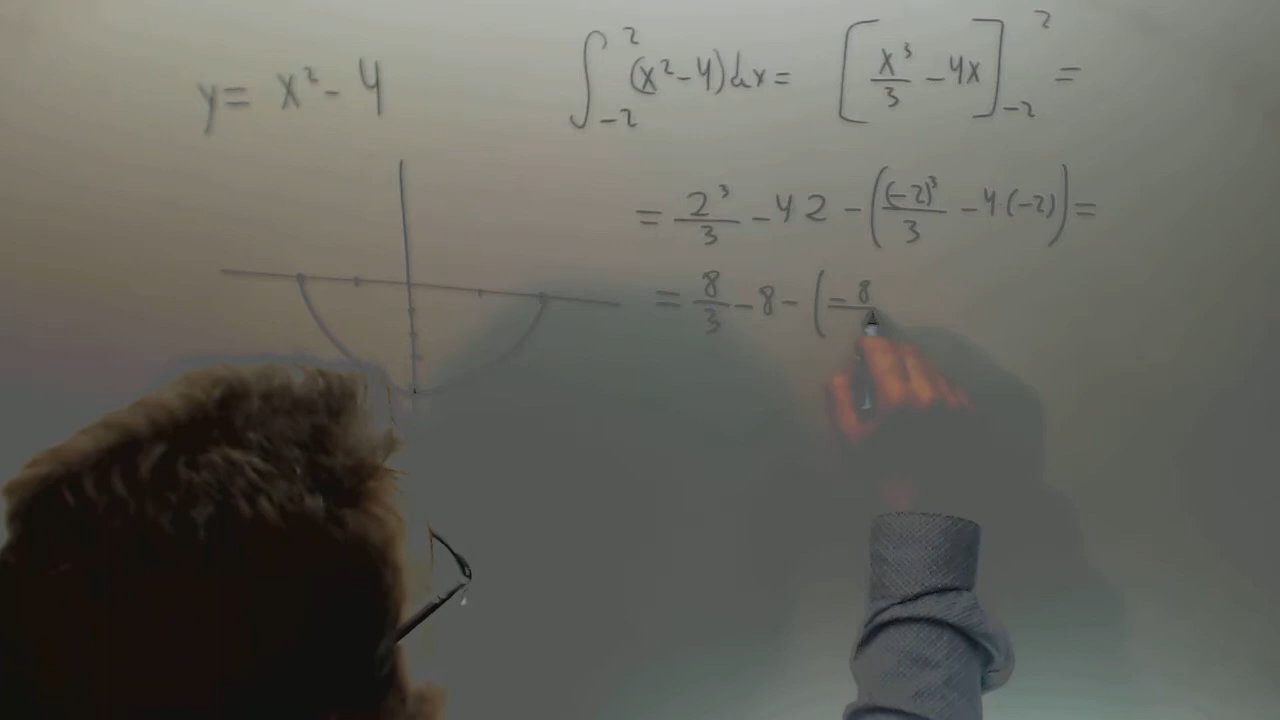 y = x² - 4
∫₋₂² (x² - 4) dx = [x³/3 - 4x]₋₂² =
= 2³/3 - 4 2 - ((-2)³/3 - 4·(-2)) =
= 8/3 - 8 - (-8